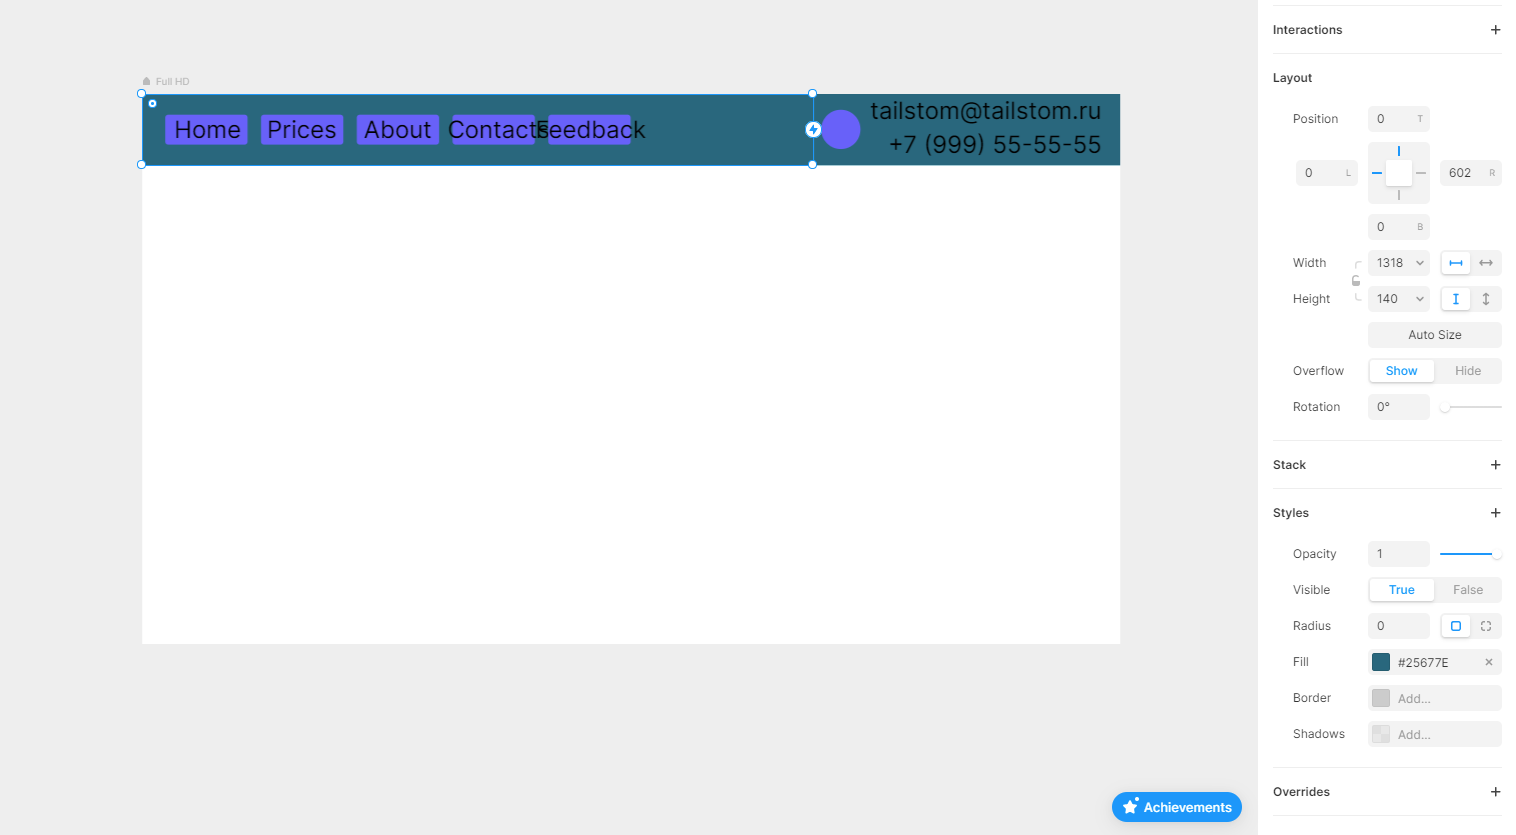 Full HD
Home Prices About Contacts Feedback
tailstom@tailstom.ru
+7 (999) 55-55-55
Achievements
Interactions
Layout
Position 0 T
0 L 602 R
0 B
Width 1318
Height 140
Auto Size
Overflow Show Hide
Rotation 0°
Stack
Styles
Opacity 1
Visible True False
Radius 0
Fill #25677E
Border Add...
Shadows Add...
Overrides